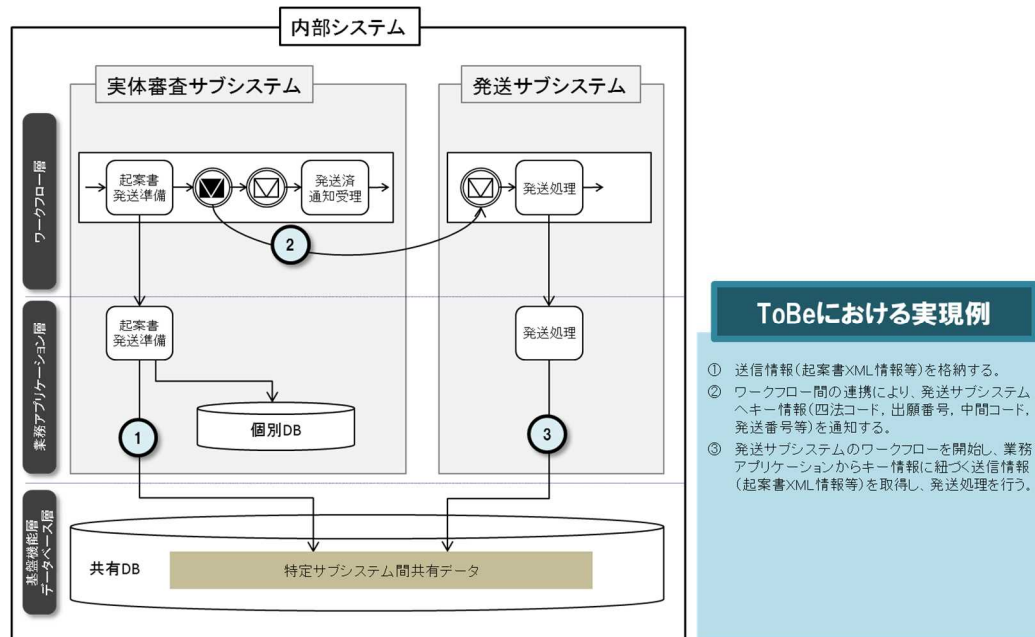 内部システム
実体審査サブシステム
発送サブシステム
ワークフロー層
起案書
発送準備
発送済
通知受理
発送処理
2
業務アプリケーション層
起案書
発送準備
発送処理
個別DB
1
3
基盤機能層
データベース層
共有DB
特定サブシステム間共有データ
ToBeにおける実現例
① 送信情報(起案書XML情報等)を格納する。
② ワークフロー間の連携により、発送サブシステム
へキー情報(四法コード, 出願番号, 中間コード,
発送番号等)を通知する。
③ 発送サブシステムのワークフローを開始し、業務
アプリケーションからキー情報に紐づく送信情報
(起案書XML情報等)を取得し、発送処理を行う。